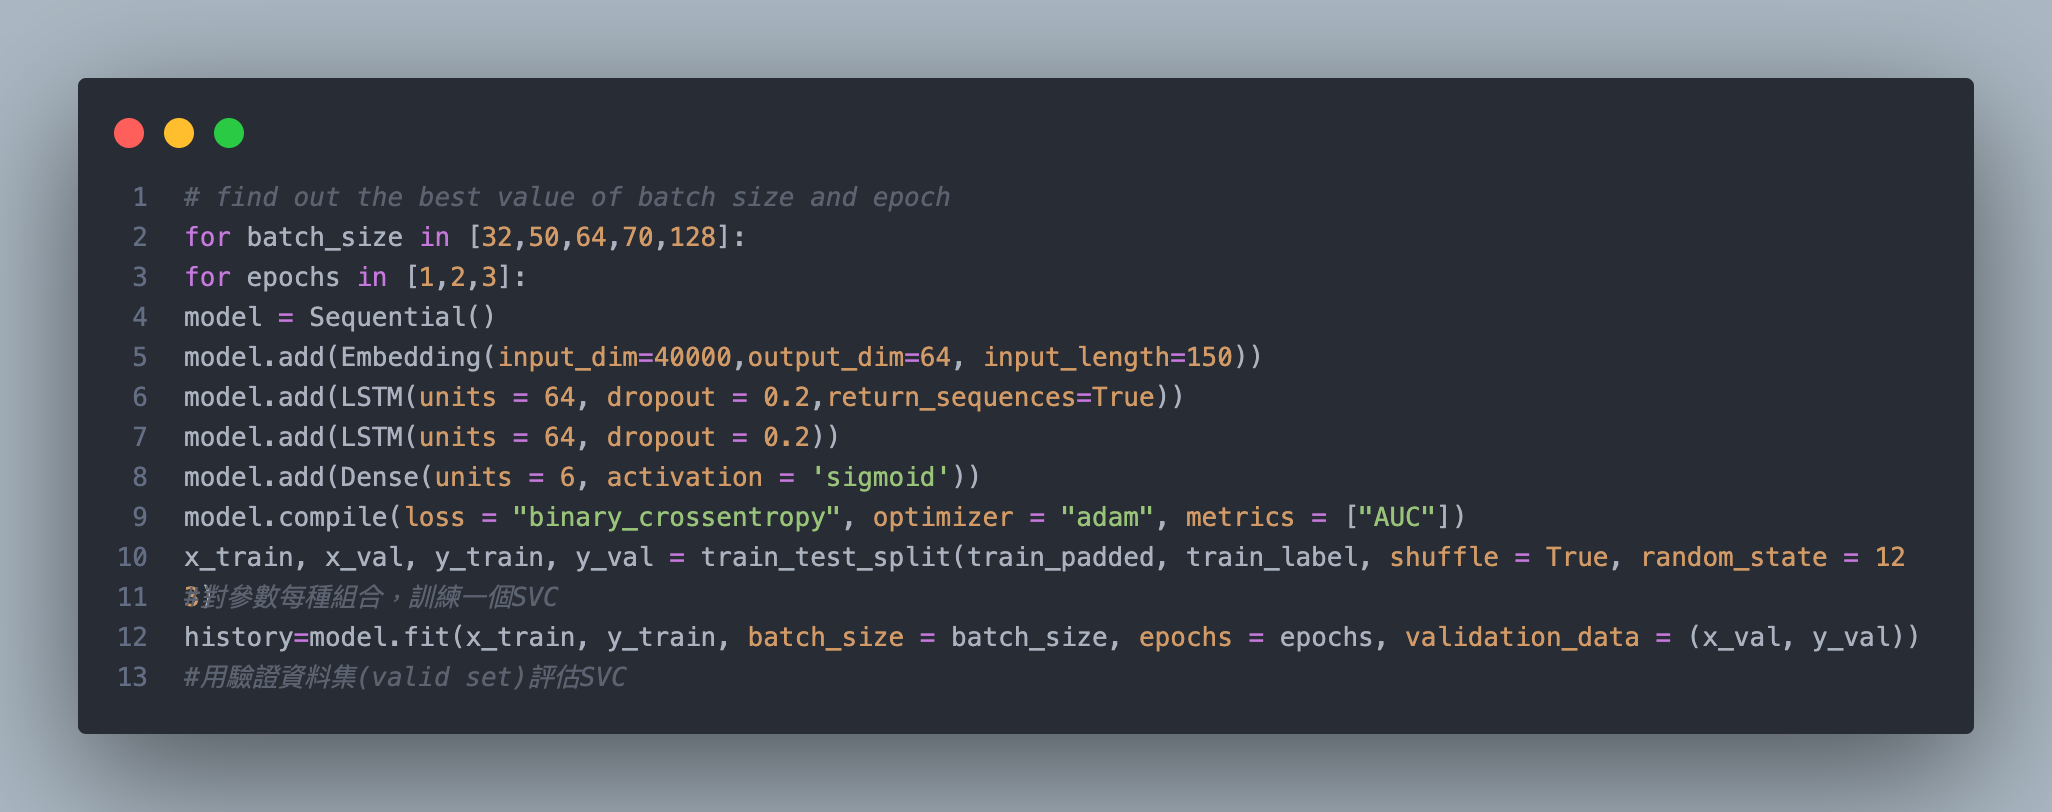 1 # find out the best value of batch size and epoch
2 for batch_size in [32,50,64,70,128]:
3 for epochs in [1,2,3]:
4 model = Sequential()
5 model.add(Embedding(input_dim=40000,output_dim=64, input_length=150))
6 model.add(LSTM(units = 64, dropout = 0.2,return_sequences=True))
7 model.add(LSTM(units = 64, dropout = 0.2))
8 model.add(Dense(units = 6, activation = 'sigmoid'))
9 model.compile(loss = "binary_crossentropy", optimizer = "adam", metrics = ["AUC"])
10 x_train, x_val, y_train, y_val = train_test_split(train_padded, train_label, shuffle = True, random_state = 12
3)
11 #對參數每種組合，訓練一個SVC
12 history=model.fit(x_train, y_train, batch_size = batch_size, epochs = epochs, validation_data = (x_val, y_val))
13 #用驗證資料集(valid set)評估SVC